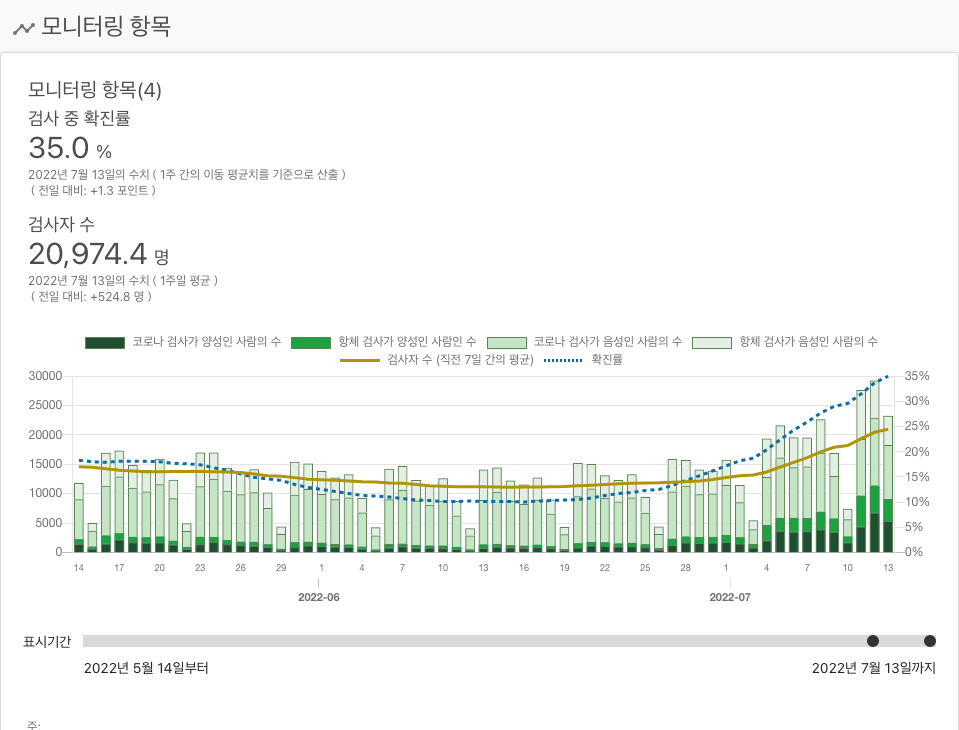 모니터링 항목
모니터링 항목(4)
검사 중 확진률
35.0 %
2022년 7월 13일의 수치 ( 1주 간의 이동 평균치를 기준으로 산출 )
( 전일 대비: +1.3 포인트 )
검사자 수
20,974.4 명
2022년 7월 13일의 수치 ( 1주일 평균 )
( 전일 대비: +524.8 명 )
코로나 검사가 양성인 사람의 수 항체 검사가 양성인 사람인 수 코로나 검사가 음성인 사람의 수 항체 검사가 음성인 사람의 수
검사자 수 (직전 7일 간의 평균) 확진률
30000 35%
25000 30%
20000 25%
15000 20%
10000 15%
5000 10%
0 5%
0%
14 17 20 23 26 29 1 4 7 10 13 16 19 22 25 28 1 4 7 10 13
2022-06 2022-07
표시기간
2022년 5월 14일부터 2022년 7월 13일까지
주: